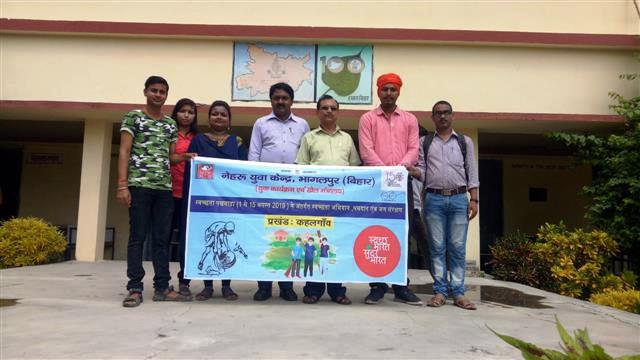 नेहरू युवा केन्द्र, भागलपुर (बिहार)
(युवा कार्यक्रम एवं खेल मंत्रालय)
स्वच्छता पखवाड़ा (1 से 15 अगस्त 2019) के अंतर्गत स्वच्छता अभियान, श्रमदान एवं जल संरक्षण
प्रखंड : कहलगाँव
स्वच्छ
भारत
सुंदर
भारत